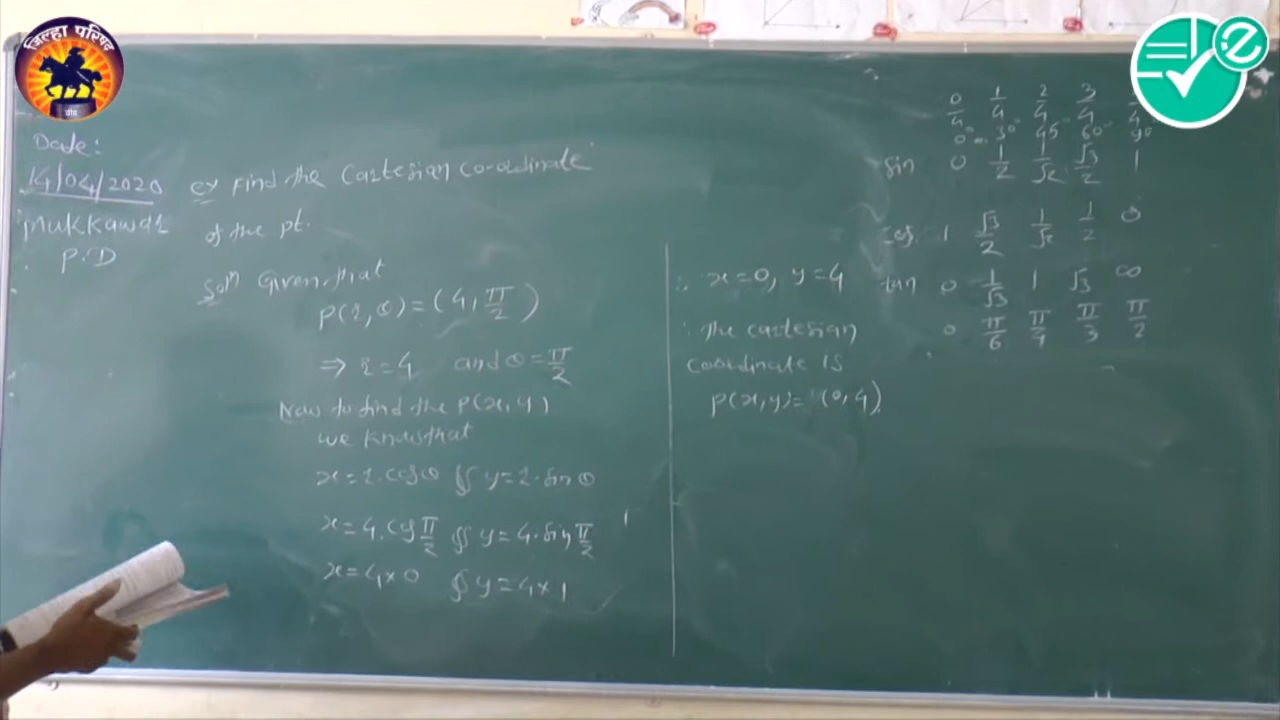 जिल्हा परिषद
बीड
Date:
14/04/2020
Mukkawar
P.D
ex Find the Cartesian co-ordinate
of the pt.
Soln Given that
P(r, θ) = (4, π/2)
⇒ r = 4 and θ = π/2
Now to find the P(x, y)
we know that
x = r.cosθ & y = r.sin θ
x = 4.cos π/2 & y = 4.sin π/2
x = 4 × 0 & y = 4 × 1
∴ x = 0, y = 4
∴ The cartesian
coordinate is
P(x, y) = (0, 4).
0/4 1/4 2/4 3/4
0° 30° 45° 60° 90°
sin 0 1/2 1/√2 √3/2 1
cos 1 √3/2 1/√2 1/2 0
tan 0 1/√3 1 √3 ∞
0 π/6 π/4 π/3 π/2